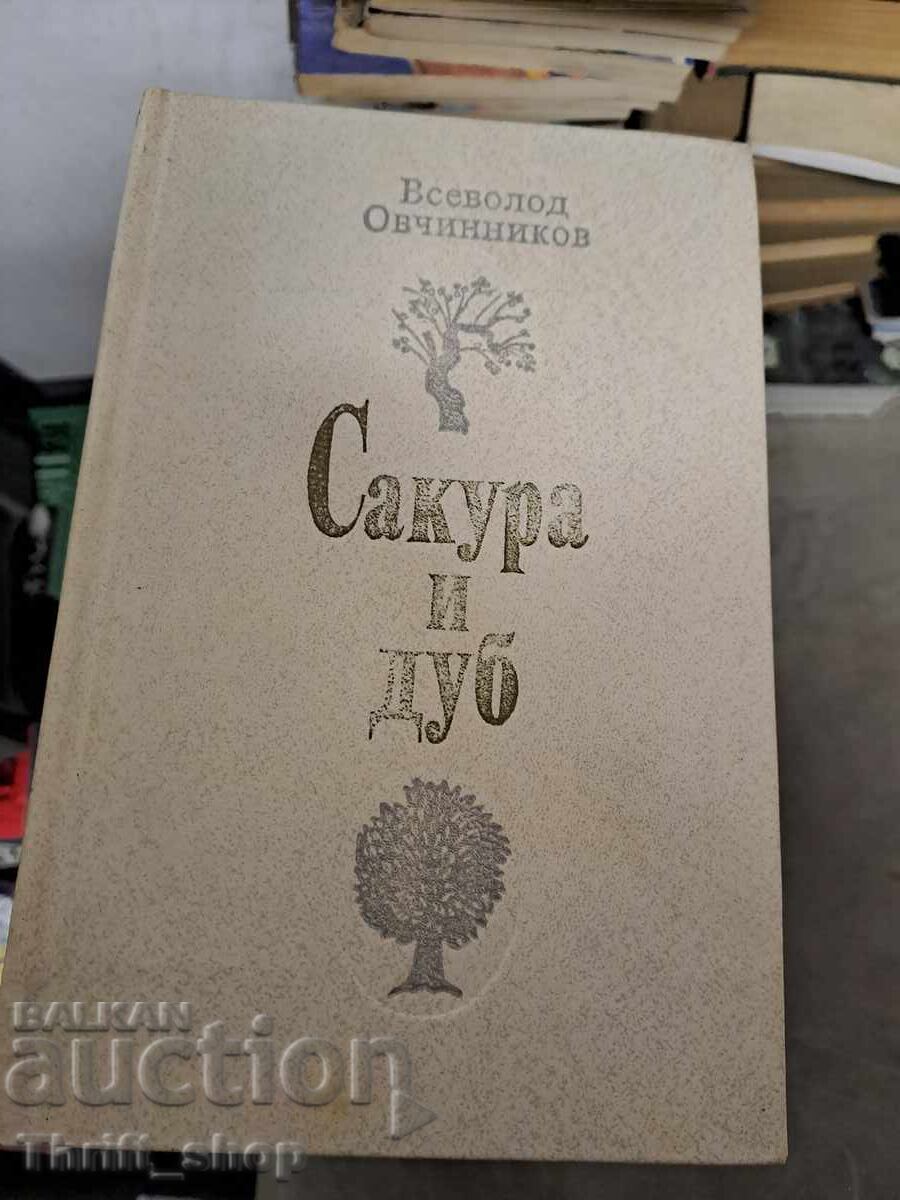 Всеволод
Овчинников
Сакура
и
дуб
BALKAN
auction
Thrift_shop